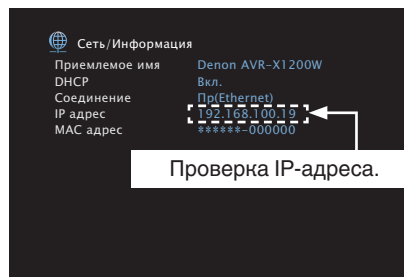 Сеть/Информация
Приемлемое имя Denon AVR-X1200W
DHCP Вкл.
Соединение Пр(Ethernet)
IP адрес 192.168.100.19
MAC адрес ******-000000
Проверка IP-адреса.